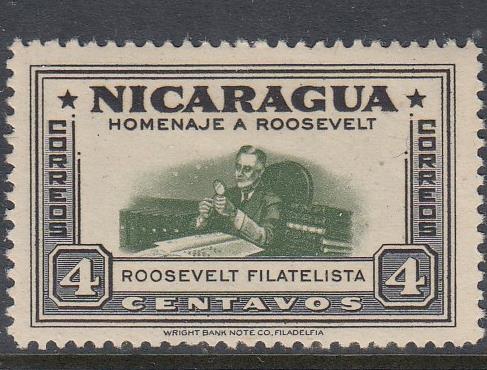 ★ NICARAGUA ★
HOMENAJE A ROOSEVELT
CORREOS
CORREOS
4
ROOSEVELT FILATELISTA
4
CENTAVOS
WRIGHT BANK NOTE CO., FILADELFIA